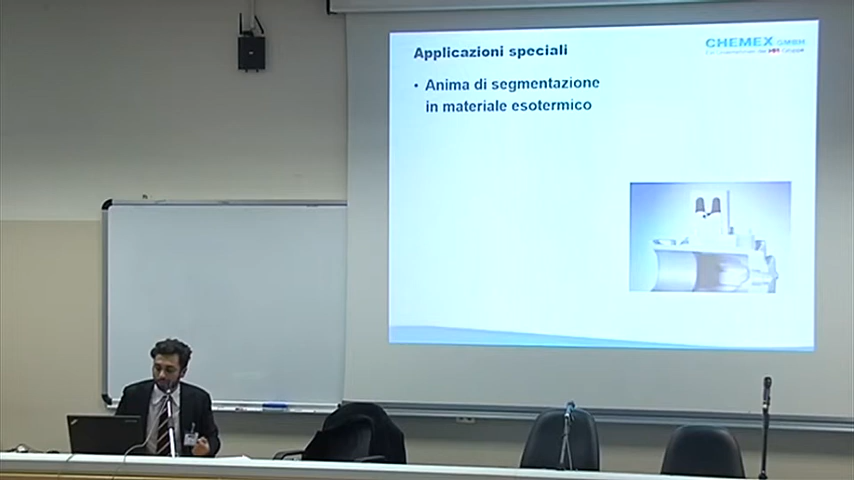 Applicazioni speciali
CHEMEX GMBH
• Anima di segmentazione
in materiale esotermico